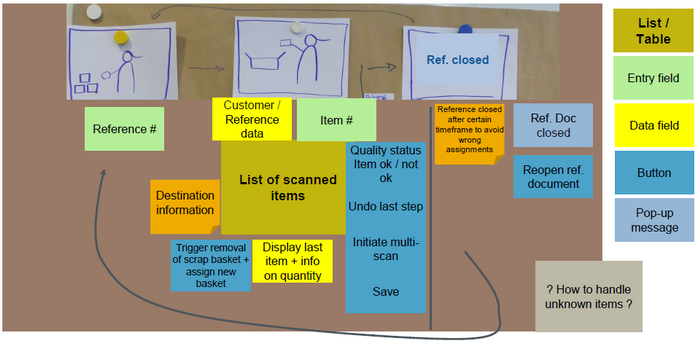 Ref. closed
List /
Table
Entry field
Data field
Button
Pop-up
message
Reference #
Customer /
Reference
data
Item #
List of scanned
items
Quality status
Item ok / not
ok
Undo last step
Initiate multi-
scan
Save
Destination
information
Trigger removal
of scrap basket +
assign new
basket
Display last
item + info
on quantity
Reference closed
after certain
timeframe to avoid
wrong
assignments
Ref. Doc
closed
Reopen ref.
document
? How to handle
unknown items ?